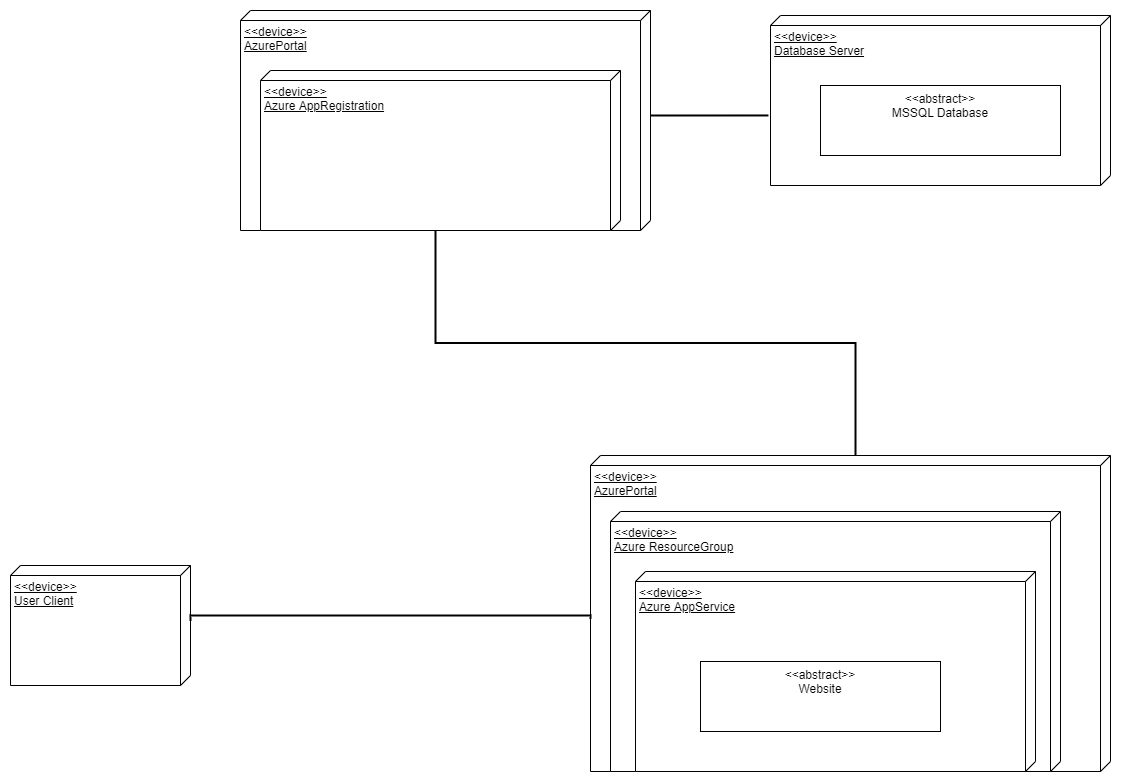 <<device>>
AzurePortal
<<device>>
Azure AppRegistration
<<device>>
Database Server
<<abstract>>
MSSQL Database
<<device>>
AzurePortal
<<device>>
Azure ResourceGroup
<<device>>
Azure AppService
<<abstract>>
Website
<<device>>
User Client